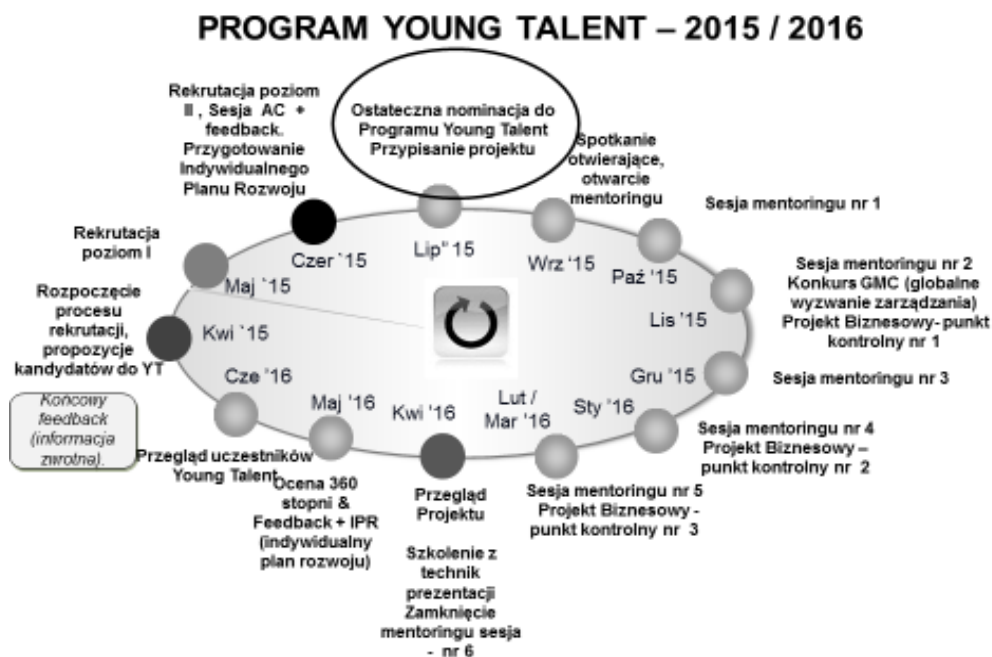 PROGRAM YOUNG TALENT – 2015 / 2016
Rekrutacja poziom
II , Sesja AC +
feedback.
Przygotowanie
Indywidualnego
Planu Rozwoju
Ostateczna nominacja do
Programu Young Talent
Przypisanie projektu
Spotkanie
otwierające,
otwarcie
mentoringu
Sesja mentoringu nr 1
Sesja mentoringu nr 2
Konkurs GMC (globalne
wyzwanie zarządzania)
Projekt Biznesowy- punkt
kontrolny nr 1
Sesja mentoringu nr 3
Sesja mentoringu nr 4
Projekt Biznesowy –
punkt kontrolny nr 2
Sesja mentoringu nr 5
Projekt Biznesowy -
punkt kontrolny nr 3
Przegląd
Projektu
Szkolenie z
technik
prezentacji
Zamknięcie
mentoringu sesja
- nr 6
Ocena 360
stopni &
Feedback + IPR
(indywidualny
plan rozwoju)
Przegląd uczestników
Young Talent
Końcowy
feedback
(informacja
zwrotna).
Rozpoczęcie
procesu
rekrutacji,
propozycje
kandydatów do YT
Rekrutacja
poziom I
Kwi `15
Maj `15
Czer `15
Lip" 15
Wrz '15
Paź '15
Lis '15
Gru '15
Sty '16
Lut /
Mar '16
Kwi '16
Maj '16
Cze '16